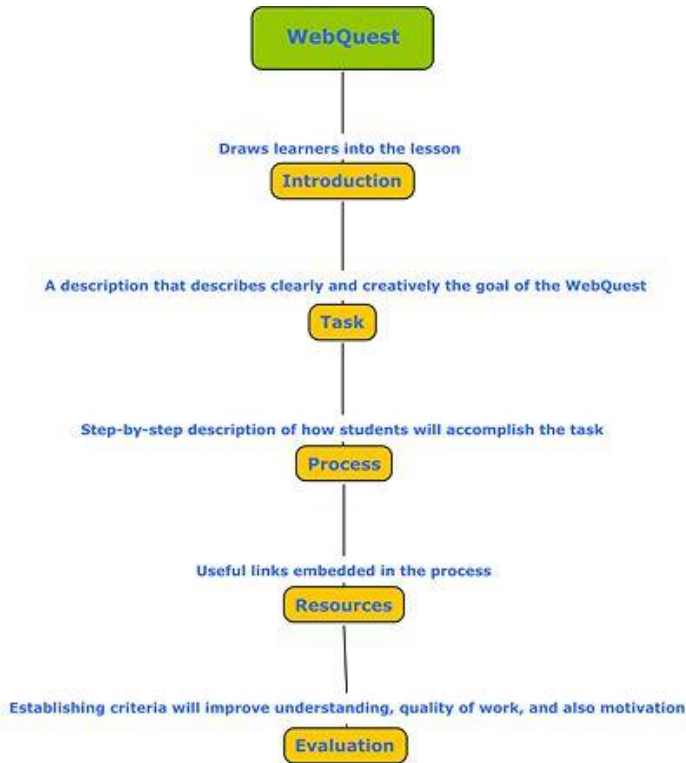 WebQuest
Draws learners into the lesson
Introduction
A description that describes clearly and creatively the goal of the WebQuest
Task
Step-by-step description of how students will accomplish the task
Process
Useful links embedded in the process
Resources
Establishing criteria will improve understanding, quality of work, and also motivation
Evaluation